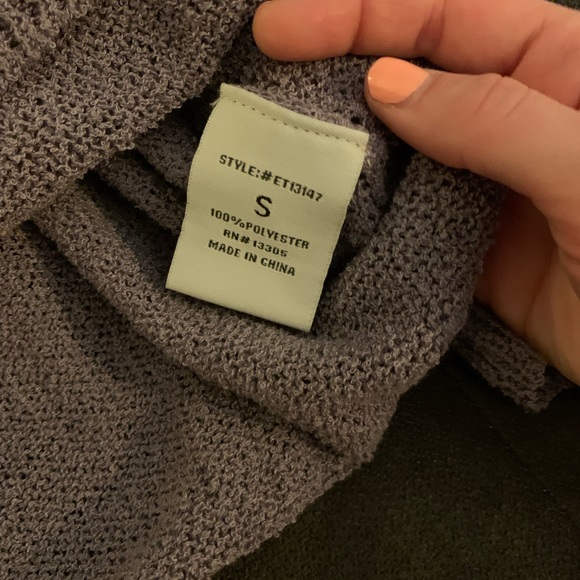 STYLE:#ET13147
S
100%POLYESTER
RN# 13305
MADE IN CHINA